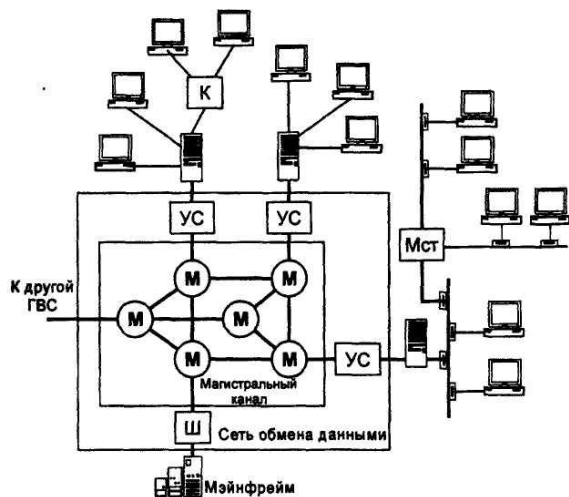 К
УС
УС
Мст
К другой
ГВС
М
М
М
М
М
М
УС
Магистральный
канал
Ш
Сеть обмена данными
Мэйнфрейм